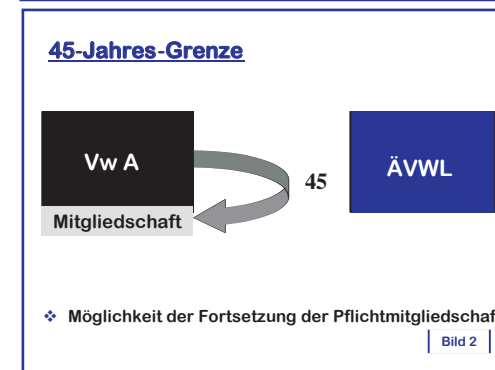 45-Jahres-Grenze
Vw A
45
ÄVWL
Mitgliedschaft
❖ Möglichkeit der Fortsetzung der Pflichtmitgliedschaf
Bild 2